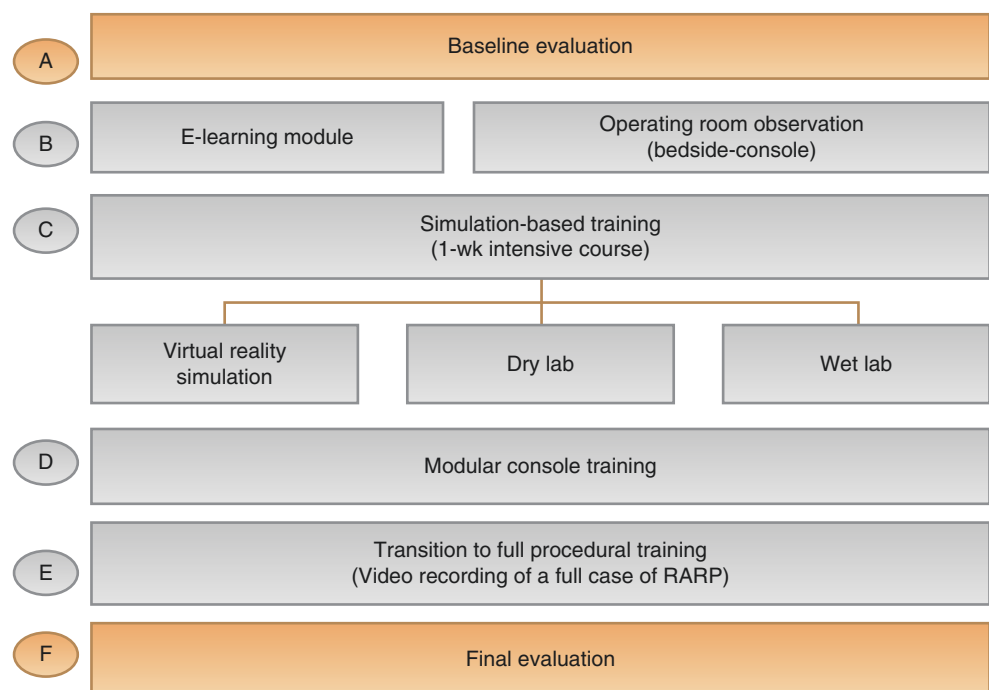 A
Baseline evaluation
B
E-learning module
Operating room observation
(bedside-console)
C
Simulation-based training
(1-wk intensive course)
Virtual reality
simulation
Dry lab
Wet lab
D
Modular console training
E
Transition to full procedural training
(Video recording of a full case of RARP)
F
Final evaluation